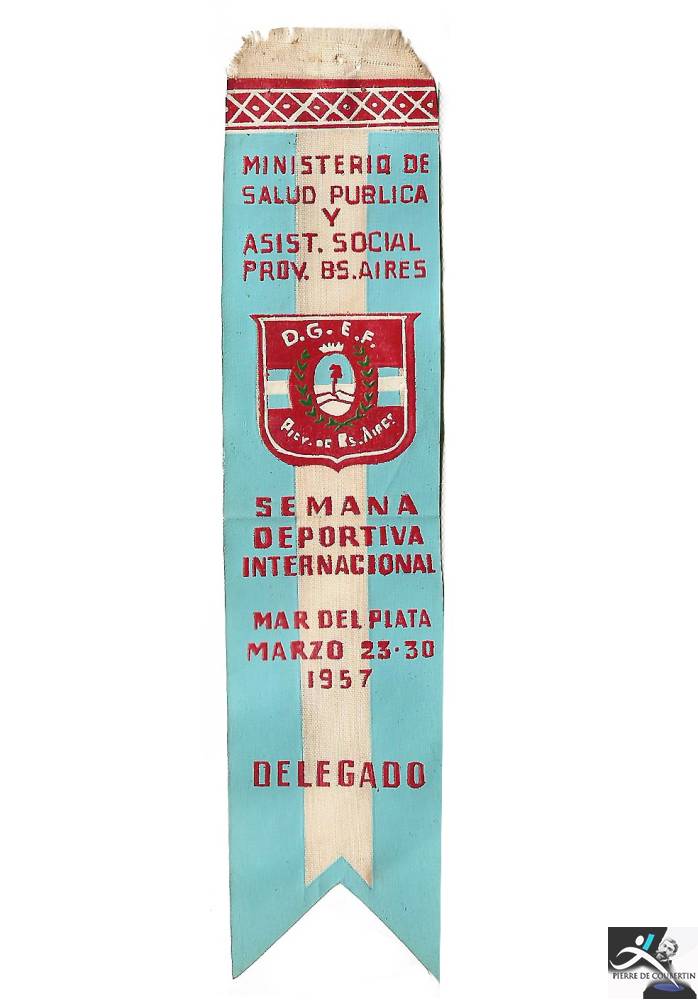 MINISTERIO DE
SALUD PUBLICA
Y
ASIST. SOCIAL
PROV. BS. AIRES
D.G.E.F.
PROV. DE BS. AIRES
SEMANA
DEPORTIVA
INTERNACIONAL
MAR DEL PLATA
MARZO 23-30
1957
DELEGADO
PIERRE DE COUBERTIN